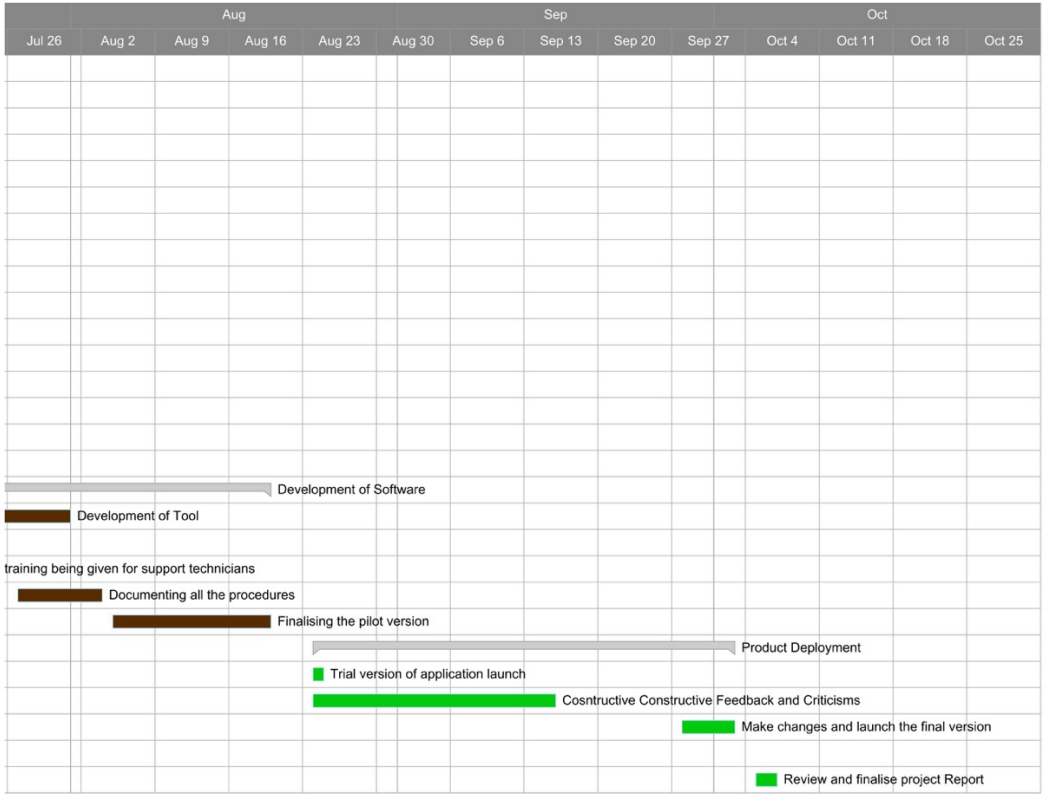 Aug Sep Oct
Jul 26 Aug 2 Aug 9 Aug 16 Aug 23 Aug 30 Sep 6 Sep 13 Sep 20 Sep 27 Oct 4 Oct 11 Oct 18 Oct 25
Development of Software
Development of Tool
training being given for support technicians
Documenting all the procedures
Finalising the pilot version
Product Deployment
Trial version of application launch
Cosntructive Constructive Feedback and Criticisms
Make changes and launch the final version
Review and finalise project Report